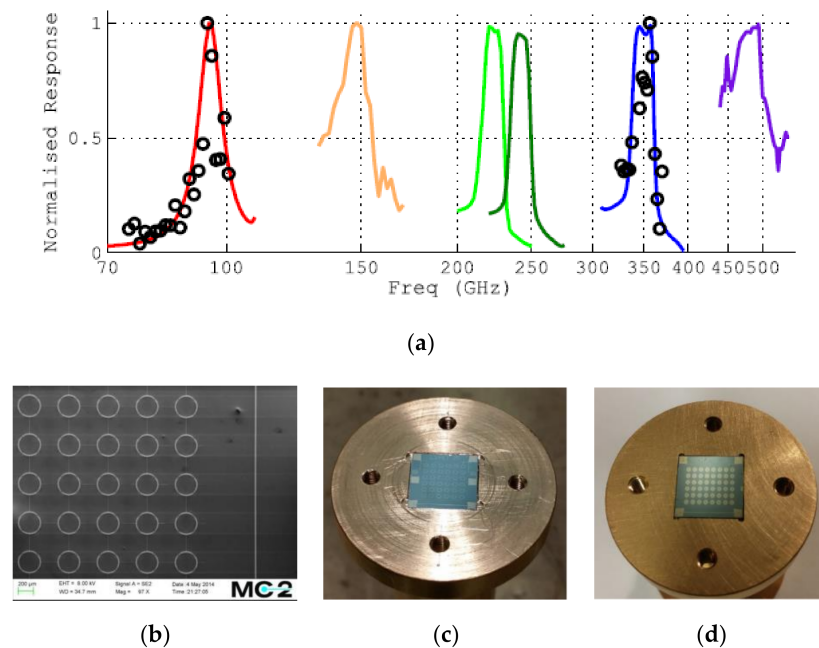 Normalised Response
1
0.5
0
70 100 150 200 250 300 350 400 450 500
Freq (GHz)
(a)
200 µm EHT = 8.00 kV Signal A = SE2 Date :4 May 2014
WD = 34.7 mm Mag = 97 X Time :21:27:05
MC2
(b) (c) (d)